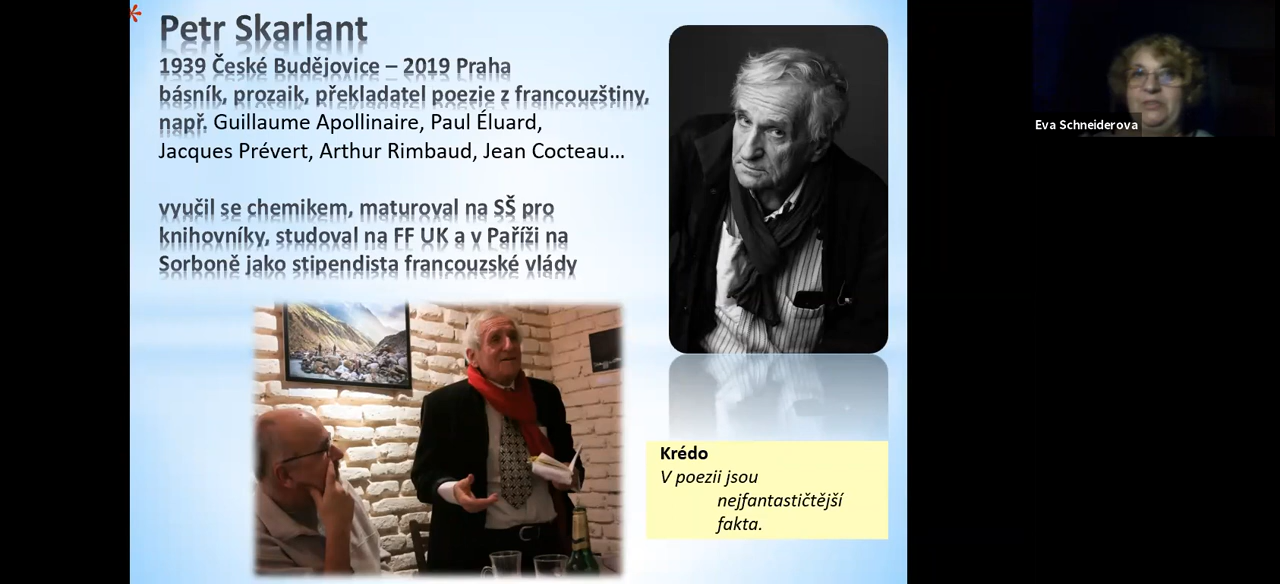 Petr Skarlant
1939 České Budějovice – 2019 Praha
básník, prozaik, překladatel poezie z francouzštiny,
např. Guillaume Apollinaire, Paul Éluard,
Jacques Prévert, Arthur Rimbaud, Jean Cocteau…
vyučil se chemikem, maturoval na SŠ pro
knihovníky, studoval na FF UK a v Paříži na
Sorboně jako stipendista francouzské vlády
Krédo
V poezii jsou
nejfantastičtější
fakta.
Eva Schneiderova